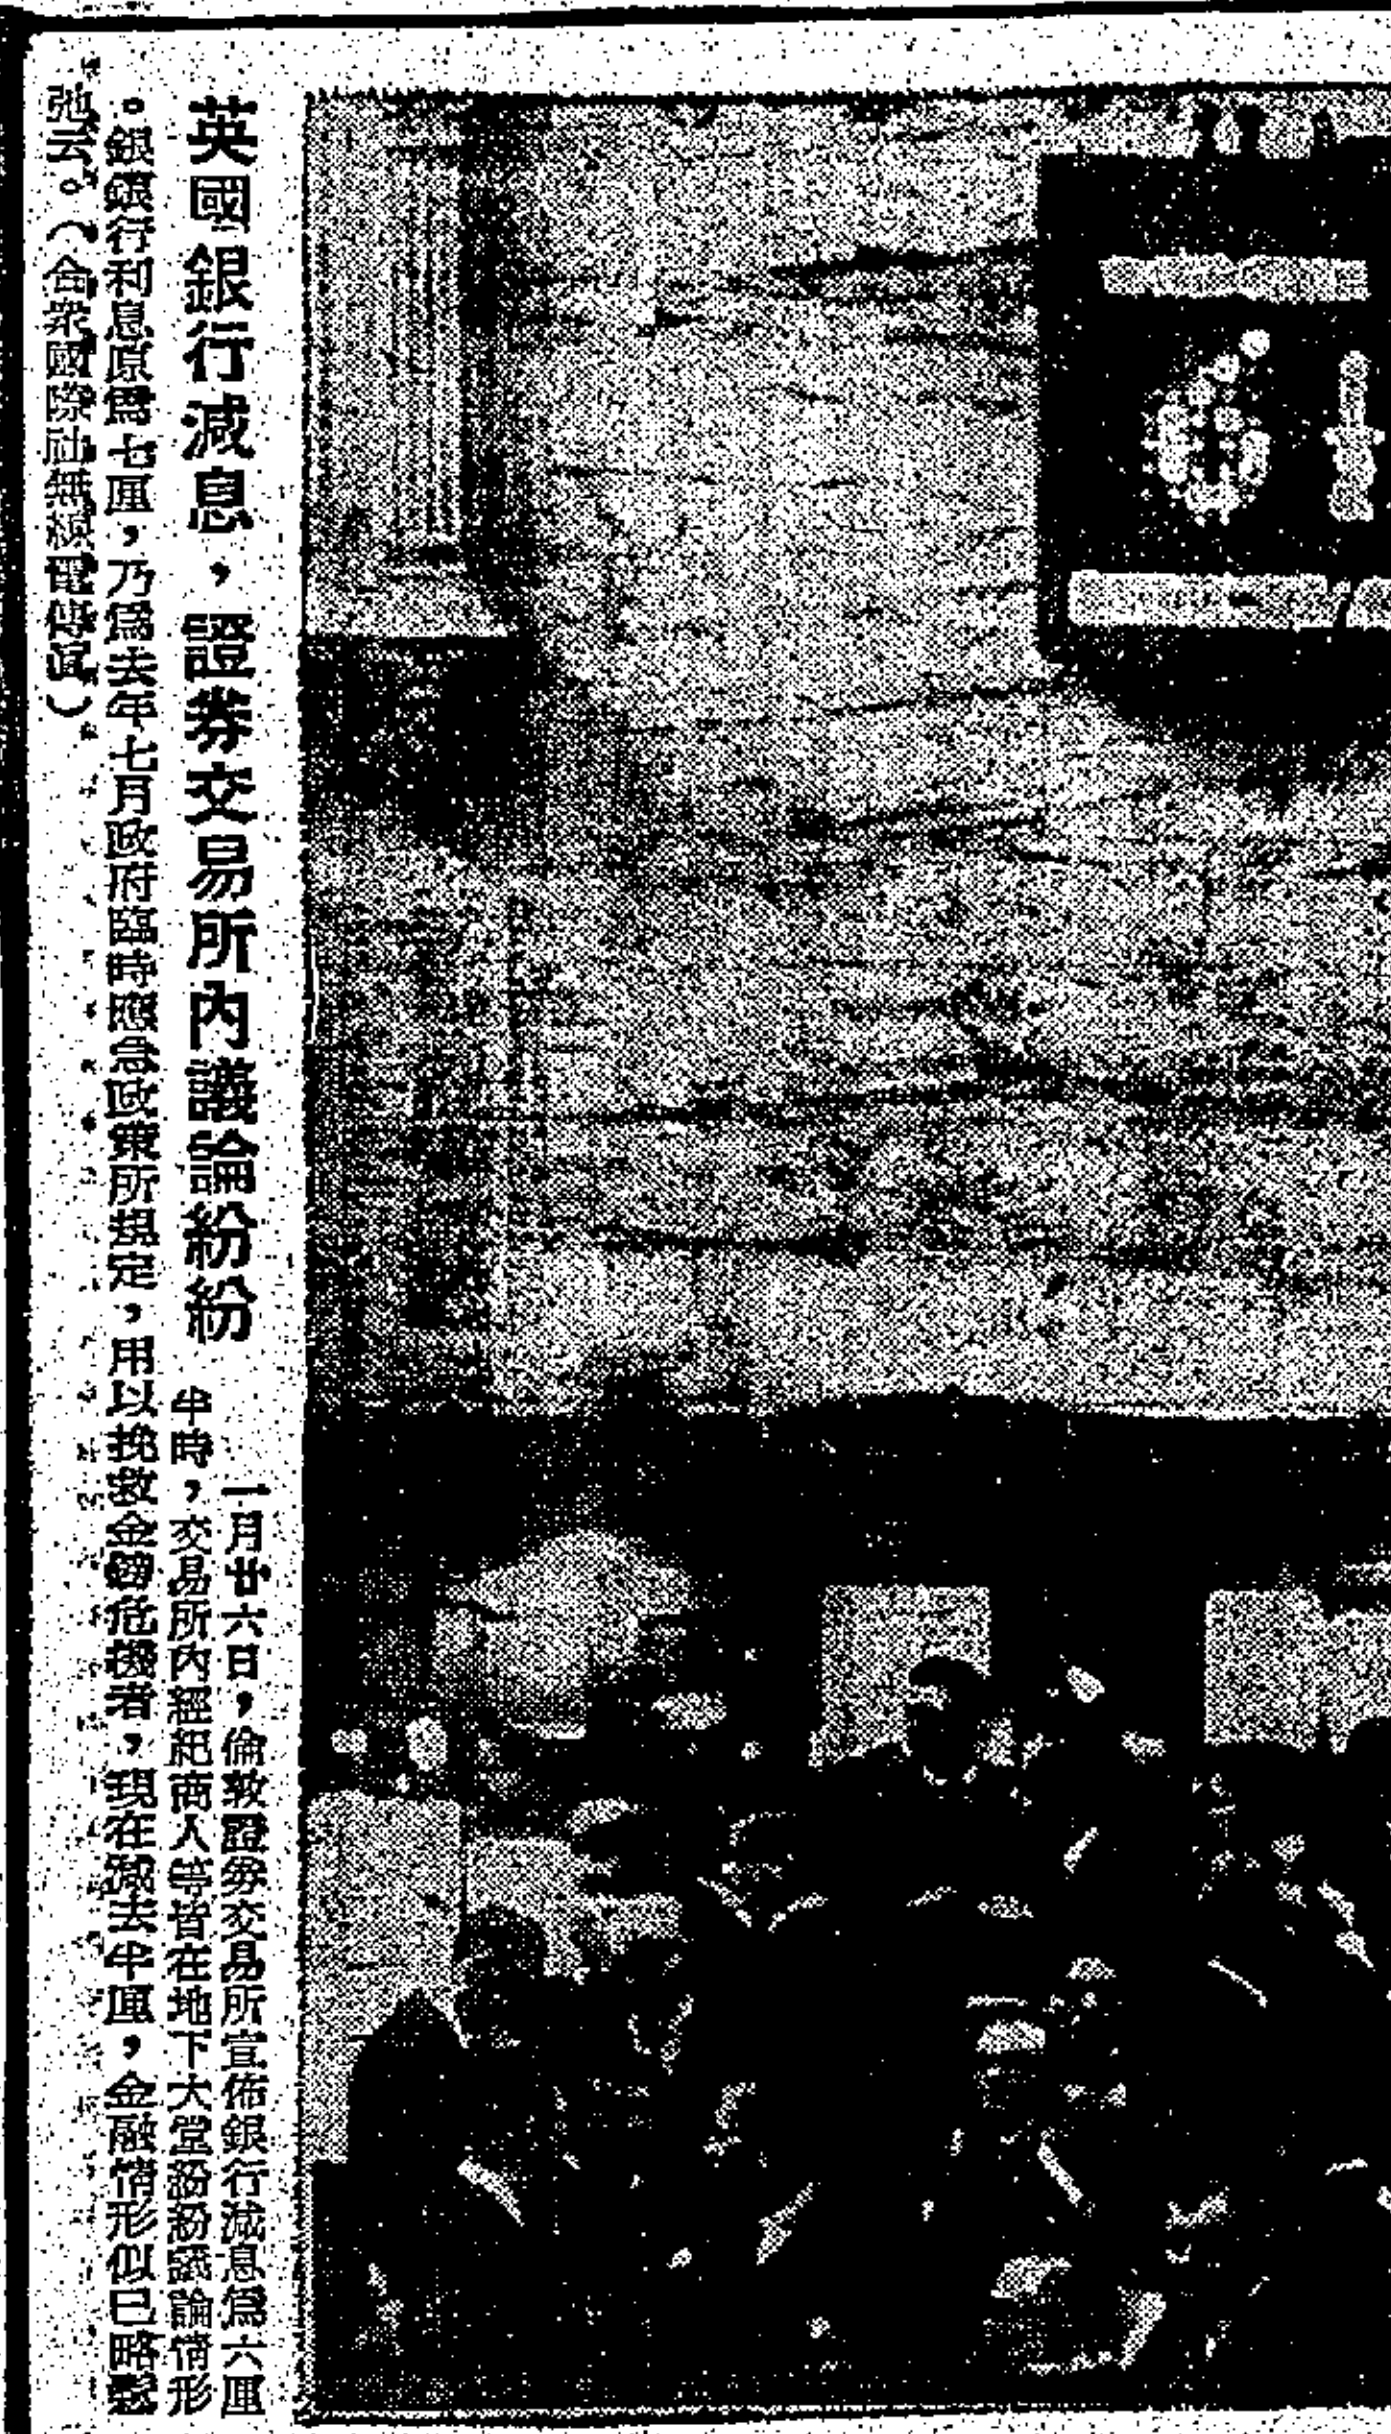 英國銀行減息，證券交易所內議論紛紛
一月廿六日，倫敦證券交易所宣佈銀行減息爲六厘
半時，交易所內經紀商人等皆在地下大堂紛紛議論情形
。銀銀行利息原爲七厘，乃爲去年七月政府臨時應急政策所規定，用以挽救金鎊危機者，現在減去半厘，金融情形似已略
弛云。（合衆國際社無線電傳眞）